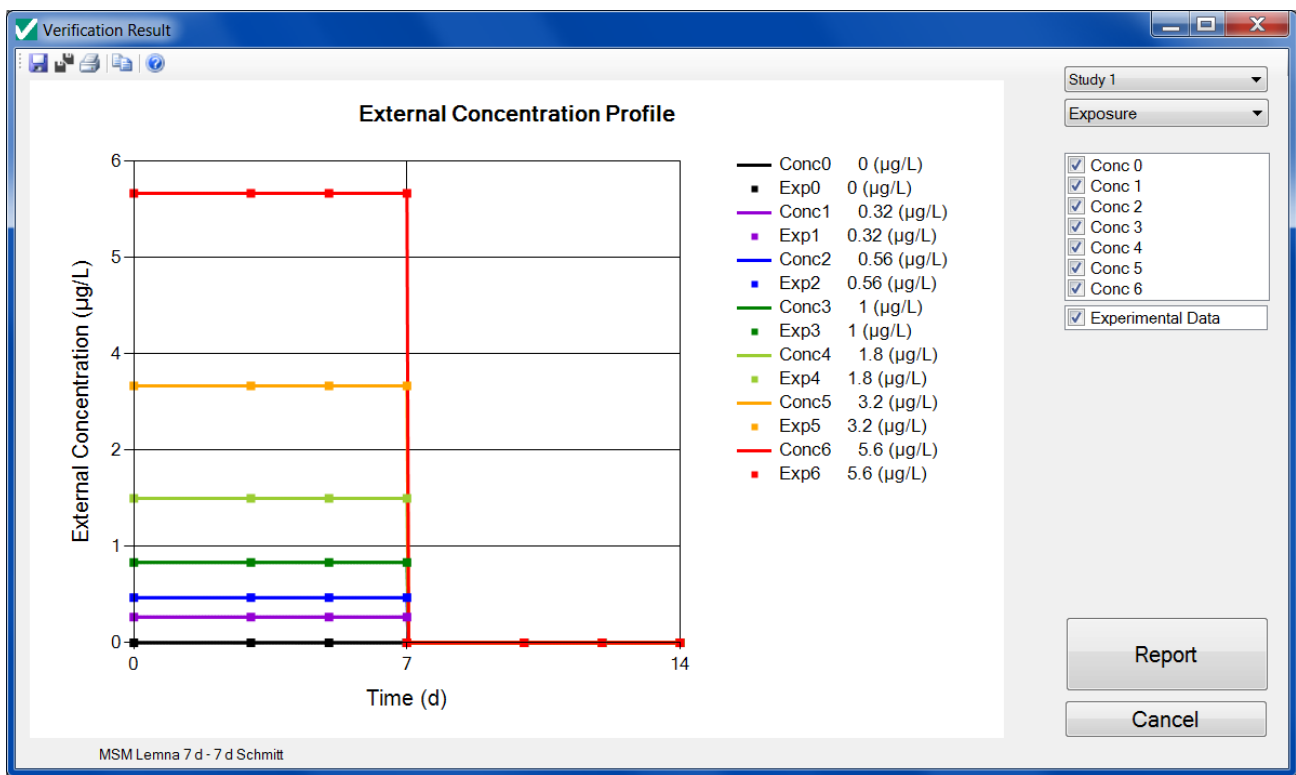 Verification Result
Study 1
Exposure
External Concentration Profile
Conc 0
Conc 1
Conc 2
Conc 3
Conc 4
Conc 5
Conc 6
Experimental Data
External Concentration (µg/L)
6
5
4
2
1
0
0
7
14
Time (d)
Conc0 0 (µg/L)
Exp0 0 (µg/L)
Conc1 0.32 (µg/L)
Exp1 0.32 (µg/L)
Conc2 0.56 (µg/L)
Exp2 0.56 (µg/L)
Conc3 1 (µg/L)
Exp3 1 (µg/L)
Conc4 1.8 (µg/L)
Exp4 1.8 (µg/L)
Conc5 3.2 (µg/L)
Exp5 3.2 (µg/L)
Conc6 5.6 (µg/L)
Exp6 5.6 (µg/L)
Report
Cancel
MSM Lemna 7 d - 7 d Schmitt